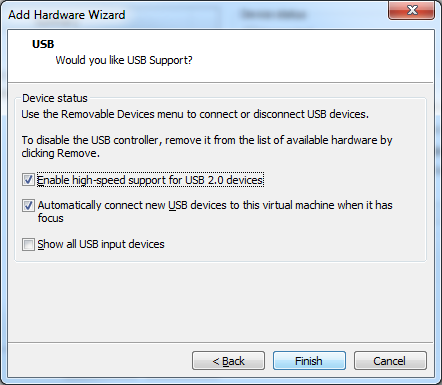 Add Hardware Wizard
USB
Would you like USB Support?
Device status
Use the Removable Devices menu to connect or disconnect USB devices.
To disable the USB controller, remove it from the list of available hardware by
clicking Remove.
Enable high-speed support for USB 2.0 devices
Automatically connect new USB devices to this virtual machine when it has
focus
Show all USB input devices
< Back
Finish
Cancel